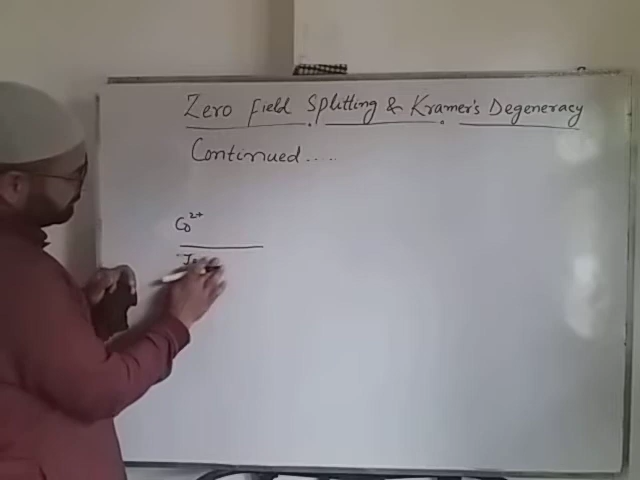 Zero Field Splitting & Kramer's Degeneracy
Continued.....
Co²⁺